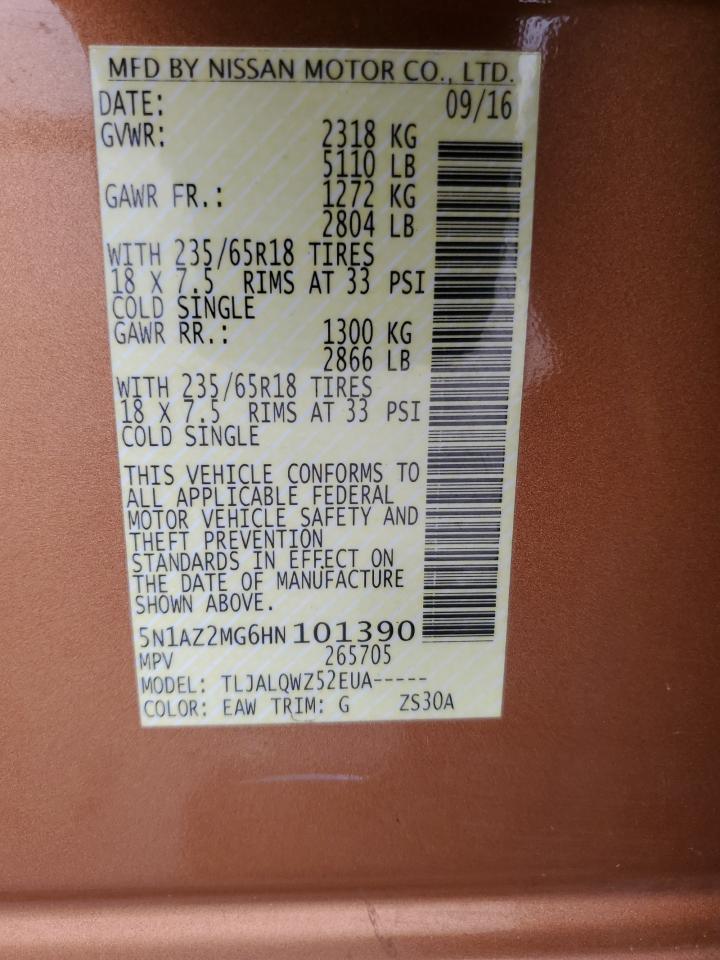 MFD BY NISSAN MOTOR CO., LTD.
DATE: 09/16
GVWR: 2318 KG
5110 LB
GAWR FR.: 1272 KG
2804 LB
WITH 235/65R18 TIRES
18 X 7.5 RIMS AT 33 PSI
COLD SINGLE
GAWR RR.: 1300 KG
2866 LB
WITH 235/65R18 TIRES
18 X 7.5 RIMS AT 33 PSI
COLD SINGLE
THIS VEHICLE CONFORMS TO
ALL APPLICABLE FEDERAL
MOTOR VEHICLE SAFETY AND
THEFT PREVENTION
STANDARDS IN EFFECT ON
THE DATE OF MANUFACTURE
SHOWN ABOVE.
5N1AZ2MG6HN101390
MPV 265705
MODEL: TLJALQWZ52EUA-----
COLOR: EAW TRIM: G ZS30A